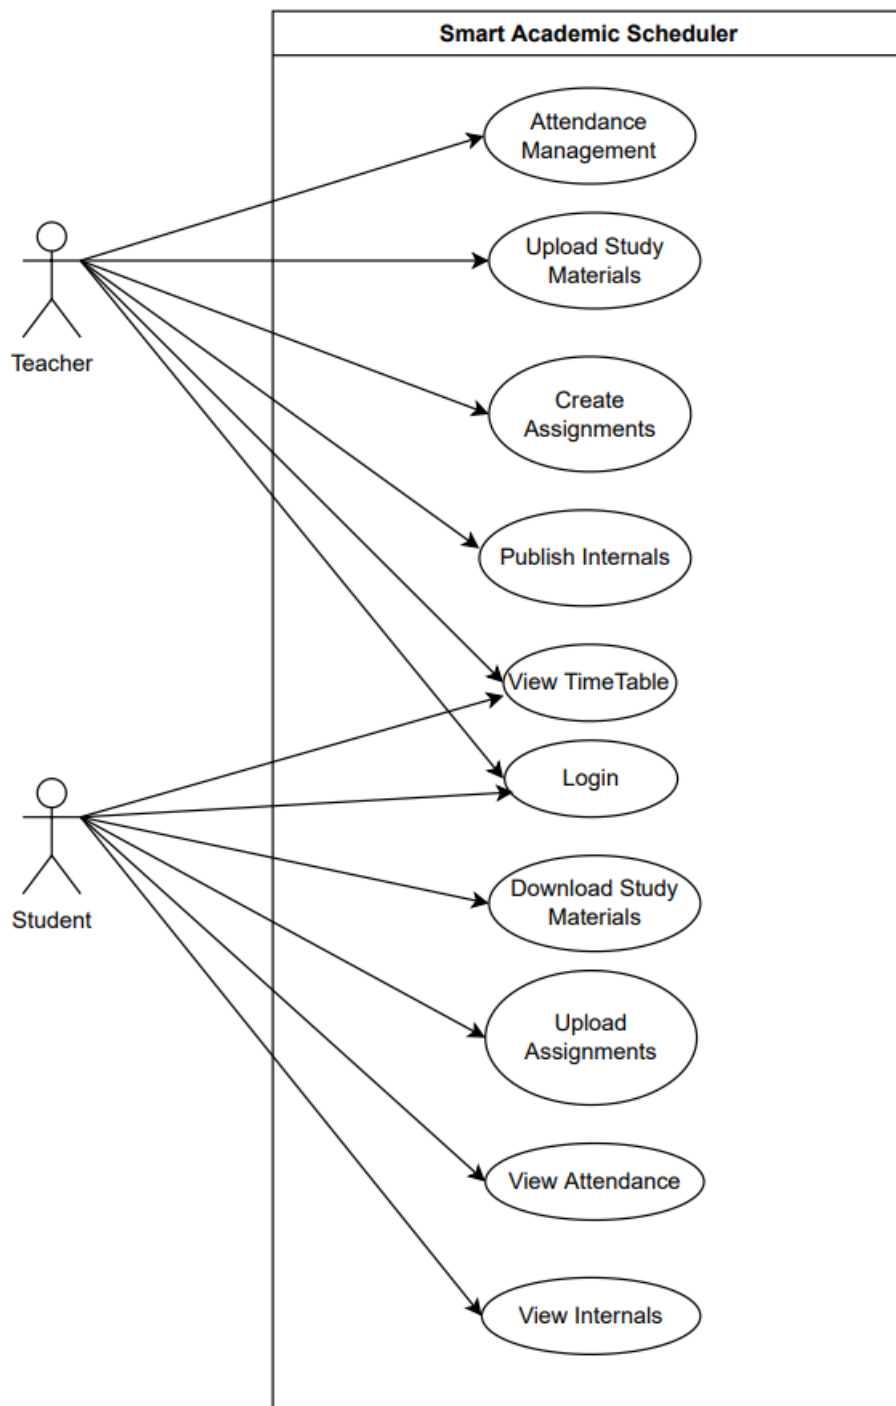 Smart Academic Scheduler
Attendance
Management
Upload Study
Materials
Teacher
Create
Assignments
Publish Internals
View TimeTable
Login
Download Study
Materials
Student
Upload
Assignments
View Attendance
View Internals